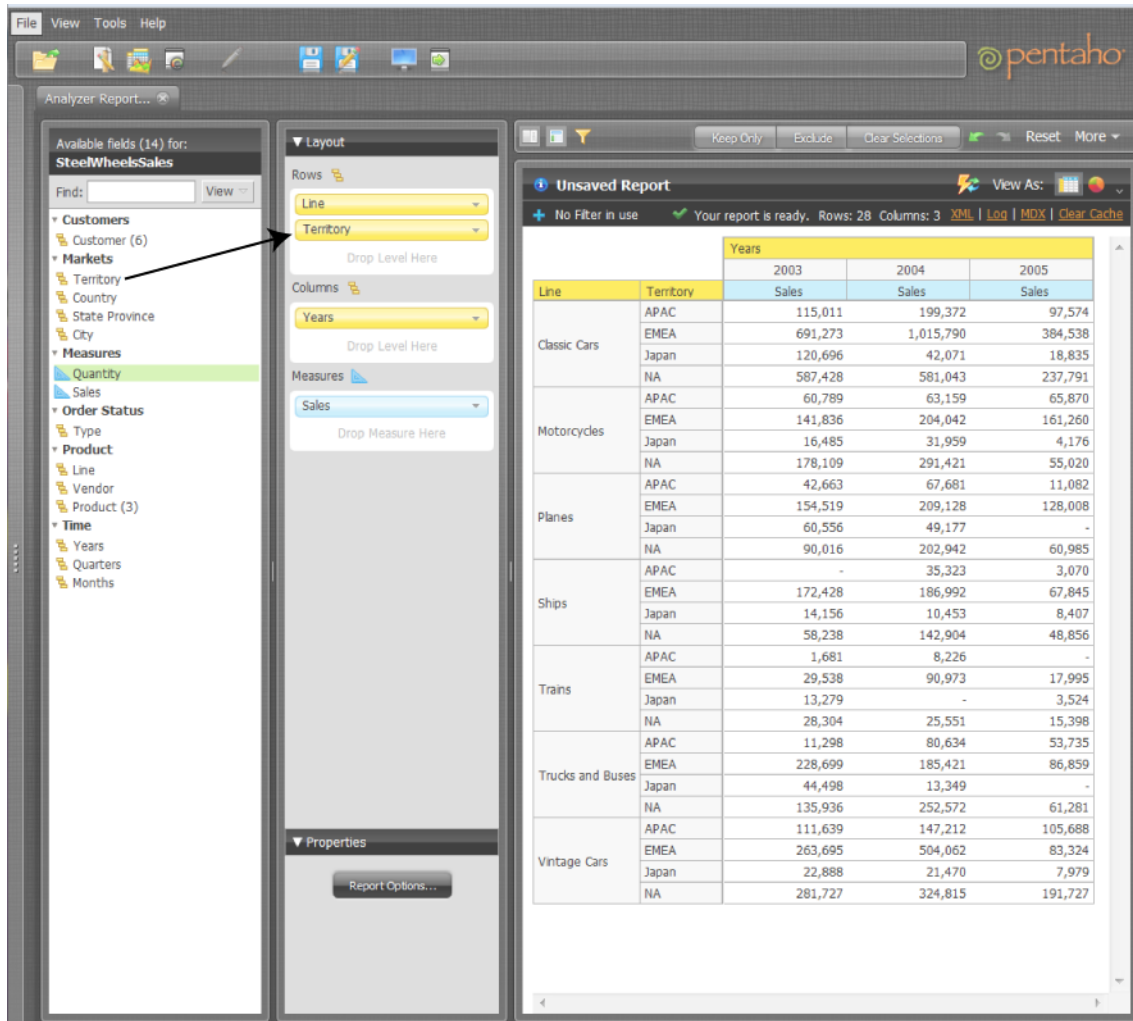 File View Tools Help
pentaho
Analyzer Report...
Available fields (14) for:
SteelWheelsSales
Find:
View
Customers
Customer (6)
Markets
Territory
Country
State Province
City
Measures
Quantity
Sales
Order Status
Type
Product
Line
Vendor
Product (3)
Time
Years
Quarters
Months
Layout
Rows
Line
Territory
Drop Level Here
Columns
Years
Drop Level Here
Measures
Sales
Drop Measure Here
Properties
Report Options...
Keep Only Exclude Clear Selections Reset More
Unsaved Report View As:
No Filter in use Your report is ready. Rows: 28 Columns: 3 XML | Log | MDX | Clear Cache
Years
2003 2004 2005
Line Territory Sales Sales Sales
Classic Cars APAC 115,011 199,372 97,574
EMEA 691,273 1,015,790 384,538
Japan 120,696 42,071 18,835
NA 587,428 581,043 237,791
Motorcycles APAC 60,789 63,159 65,870
EMEA 141,836 204,042 161,260
Japan 16,485 31,959 4,176
NA 178,109 291,421 55,020
Planes APAC 42,663 67,681 11,082
EMEA 154,519 209,128 128,008
Japan 60,556 49,177 -
NA 90,016 202,942 60,985
Ships APAC - 35,323 3,070
EMEA 172,428 186,992 67,845
Japan 14,156 10,453 8,407
NA 58,238 142,904 48,856
Trains APAC 1,681 8,226 -
EMEA 29,538 90,973 17,995
Japan 13,279 - 3,524
NA 28,304 25,551 15,398
Trucks and Buses APAC 11,298 80,634 53,735
EMEA 228,699 185,421 86,859
Japan 44,498 13,349 -
NA 135,936 252,572 61,281
Vintage Cars APAC 111,639 147,212 105,688
EMEA 263,695 504,062 83,324
Japan 22,888 21,470 7,979
NA 281,727 324,815 191,727